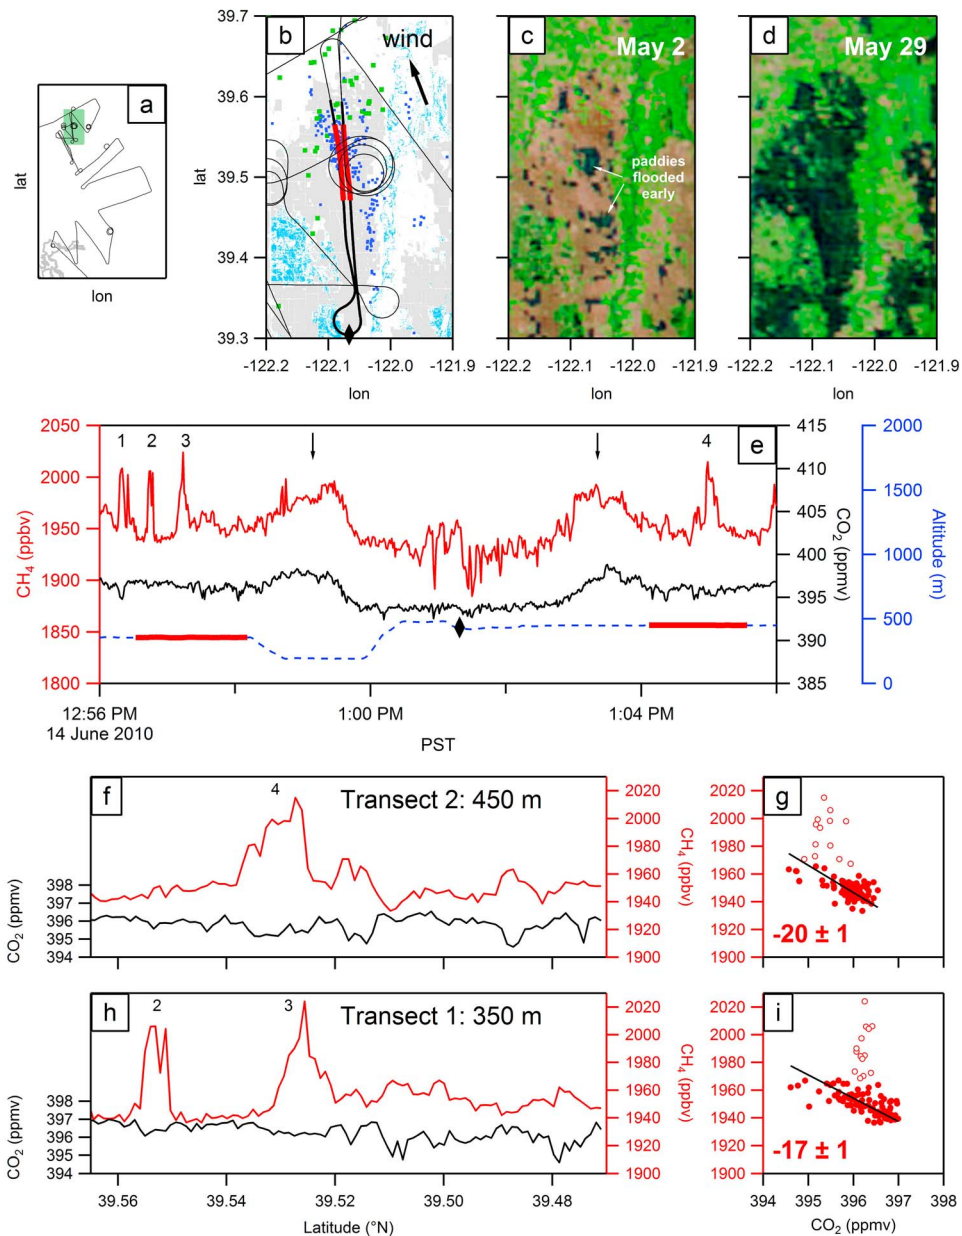 a
lat
lon
b
wind
39.7
39.6
39.5
39.4
39.3
lat
-122.2
-122.1
-122.0
-121.9
lon
c
May 2
paddies
flooded
early
-122.2
-122.1
-122.0
-121.9
lon
d
May 29
-122.2
-122.1
-122.0
-121.9
lon
e
1
2
3
4
2050
2000
1950
1900
1850
1800
CH4 (ppbv)
415
410
405
400
395
390
385
CO2 (ppmv)
2000
1500
1000
500
0
Altitude (m)
12:56 PM
14 June 2010
1:00 PM
1:04 PM
PST
f
4
Transect 2: 450 m
398
397
396
395
394
CO2 (ppmv)
2020
2000
1980
1960
1940
1920
1900
CH4 (ppbv)
g
2020
2000
1980
1960
1940
1920
1900
-20 ± 1
h
2
3
Transect 1: 350 m
398
397
396
395
394
CO2 (ppmv)
2020
2000
1980
1960
1940
1920
1900
CH4 (ppbv)
39.56
39.54
39.52
39.50
39.48
Latitude (°N)
i
2020
2000
1980
1960
1940
1920
1900
-17 ± 1
394
395
396
397
398
CO2 (ppmv)